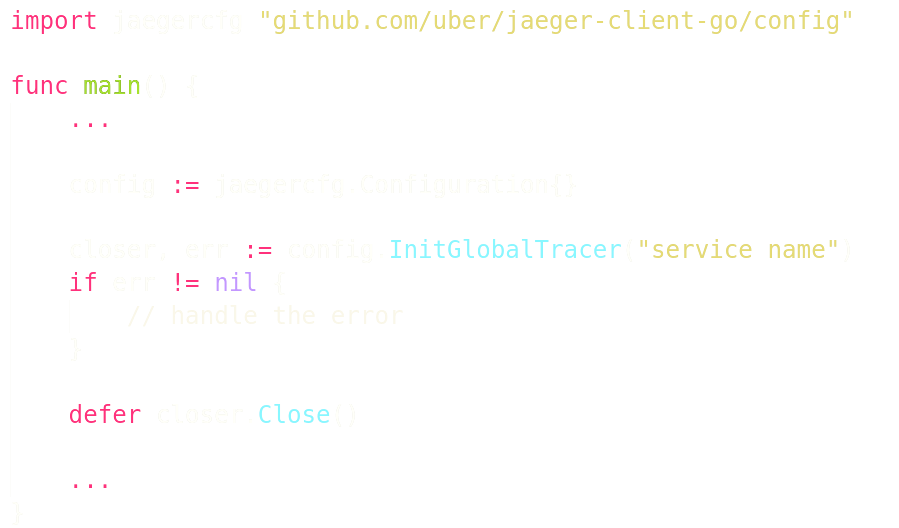 import jaegercfg "github.com/uber/jaeger-client-go/config"
func main() {
...
config := jaegercfg.Configuration{}
closer, err := config.InitGlobalTracer("service name")
if err != nil {
// handle the error
}
defer closer.Close()
...
}